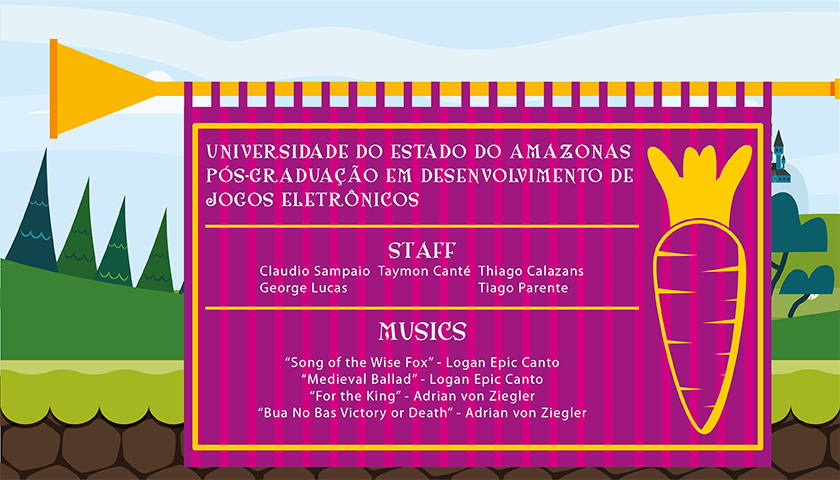 UNIVERSIDADE DO ESTADO DO AMAZONAS
PÓS-GRADUAÇÃO EM DESENVOLVIMENTO DE
JOGOS ELETRÔNICOS
STAFF
Claudio Sampaio Taymon Canté Thiago Calazans
George Lucas Tiago Parente
MUSICS
“Song of the Wise Fox” - Logan Epic Canto
“Medieval Ballad” - Logan Epic Canto
“For the King” - Adrian von Ziegler
“Bua No Bas Victory or Death” - Adrian von Ziegler